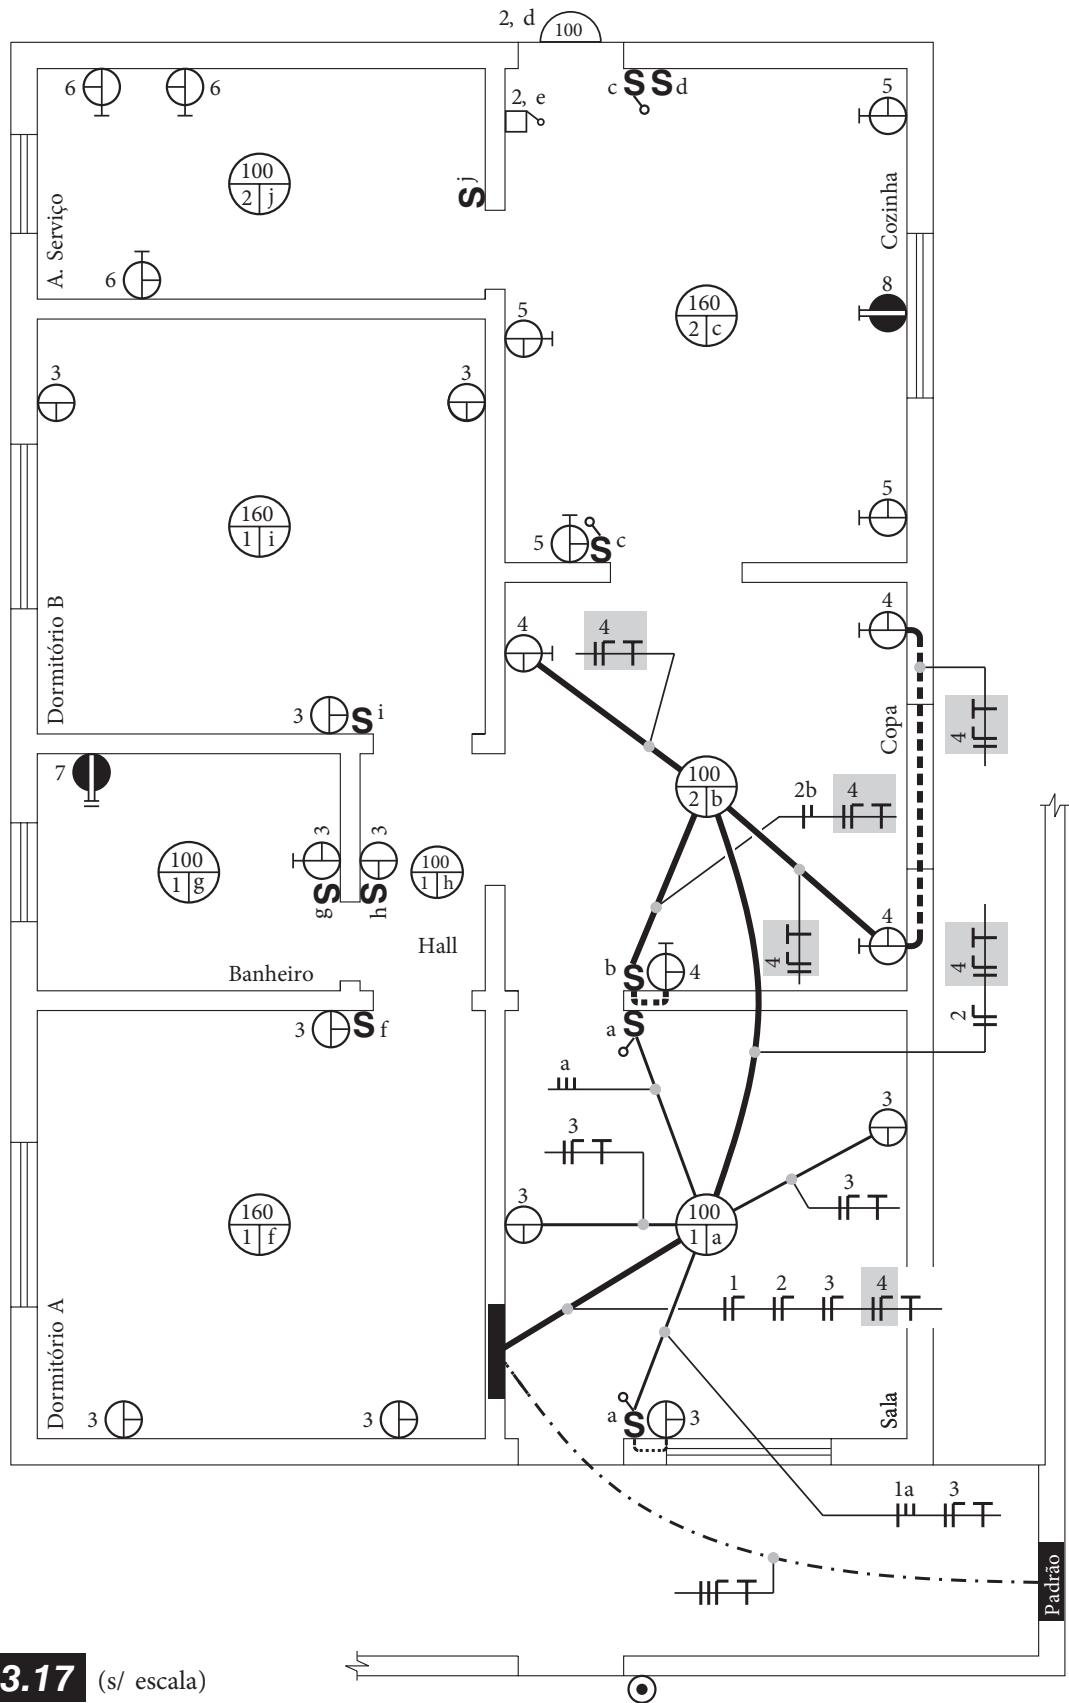 2, d
100
c S S d
6
6
2, e
5
100
2 j
S j
A. Serviço
Cozinha
6
8
5
160
2 c
3
3
5
160
1 i
5
S c
4
4
4
Dormitório B
3
S i
Copa
4
7
100
2 b
2b
4
3
3
100
1 g
100
1 h
S g
S h
4
Hall
4
4
Banheiro
b S
4
2
3
S f
a S
a
3
3
3
3
100
1 a
160
1 f
1
2
3
4
Dormitório A
Sala
3
3
a S
3
1a
3
Padrão
3.17 (s/ escala)